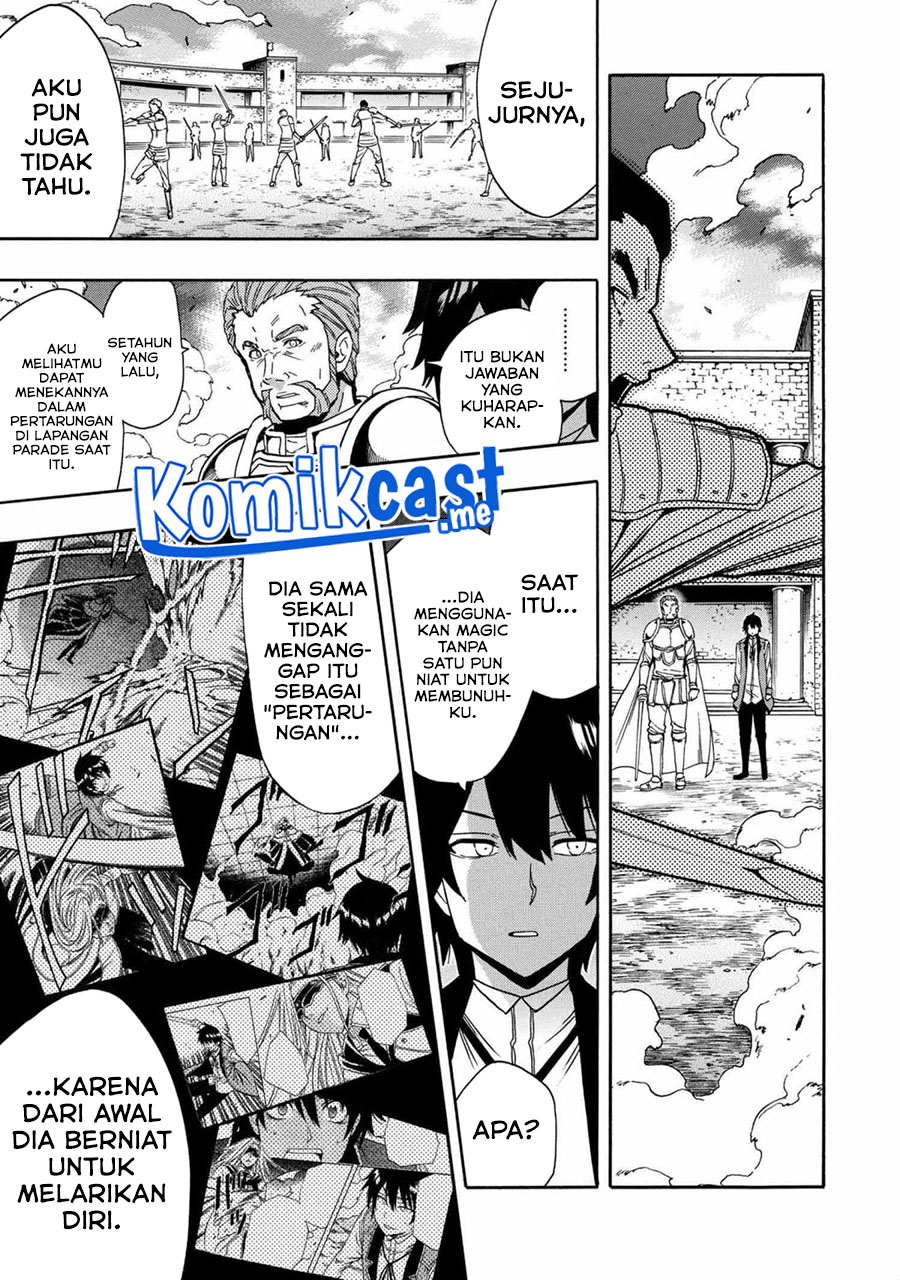 SEJU-
JURNYA,
AKU
PUN
JUGA
TIDAK
TAHU.
..........
ITU BUKAN
JAWABAN
YANG
KUHARAP-
KAN.
SETAHUN
YANG
LALU,
AKU
MELIHATMU
DAPAT
MENEKANNYA
DALAM
PERTARUNGAN
DI LAPANGAN
PARADE SAAT
ITU.
Komikcast
.me
SAAT
ITU...
...DIA
MENGGUNA-
KAN MAGIC
TANPA
SATU PUN
NIAT UNTUK
MEMBUNUH-
KU.
DIA SAMA
SEKALI
TIDAK
MENGANG-
GAP ITU
SEBAGAI
"PERTARU-
NGAN"...
APA?
...KARENA
DARI AWAL
DIA BERNIAT
UNTUK
MELARIKAN
DIRI.